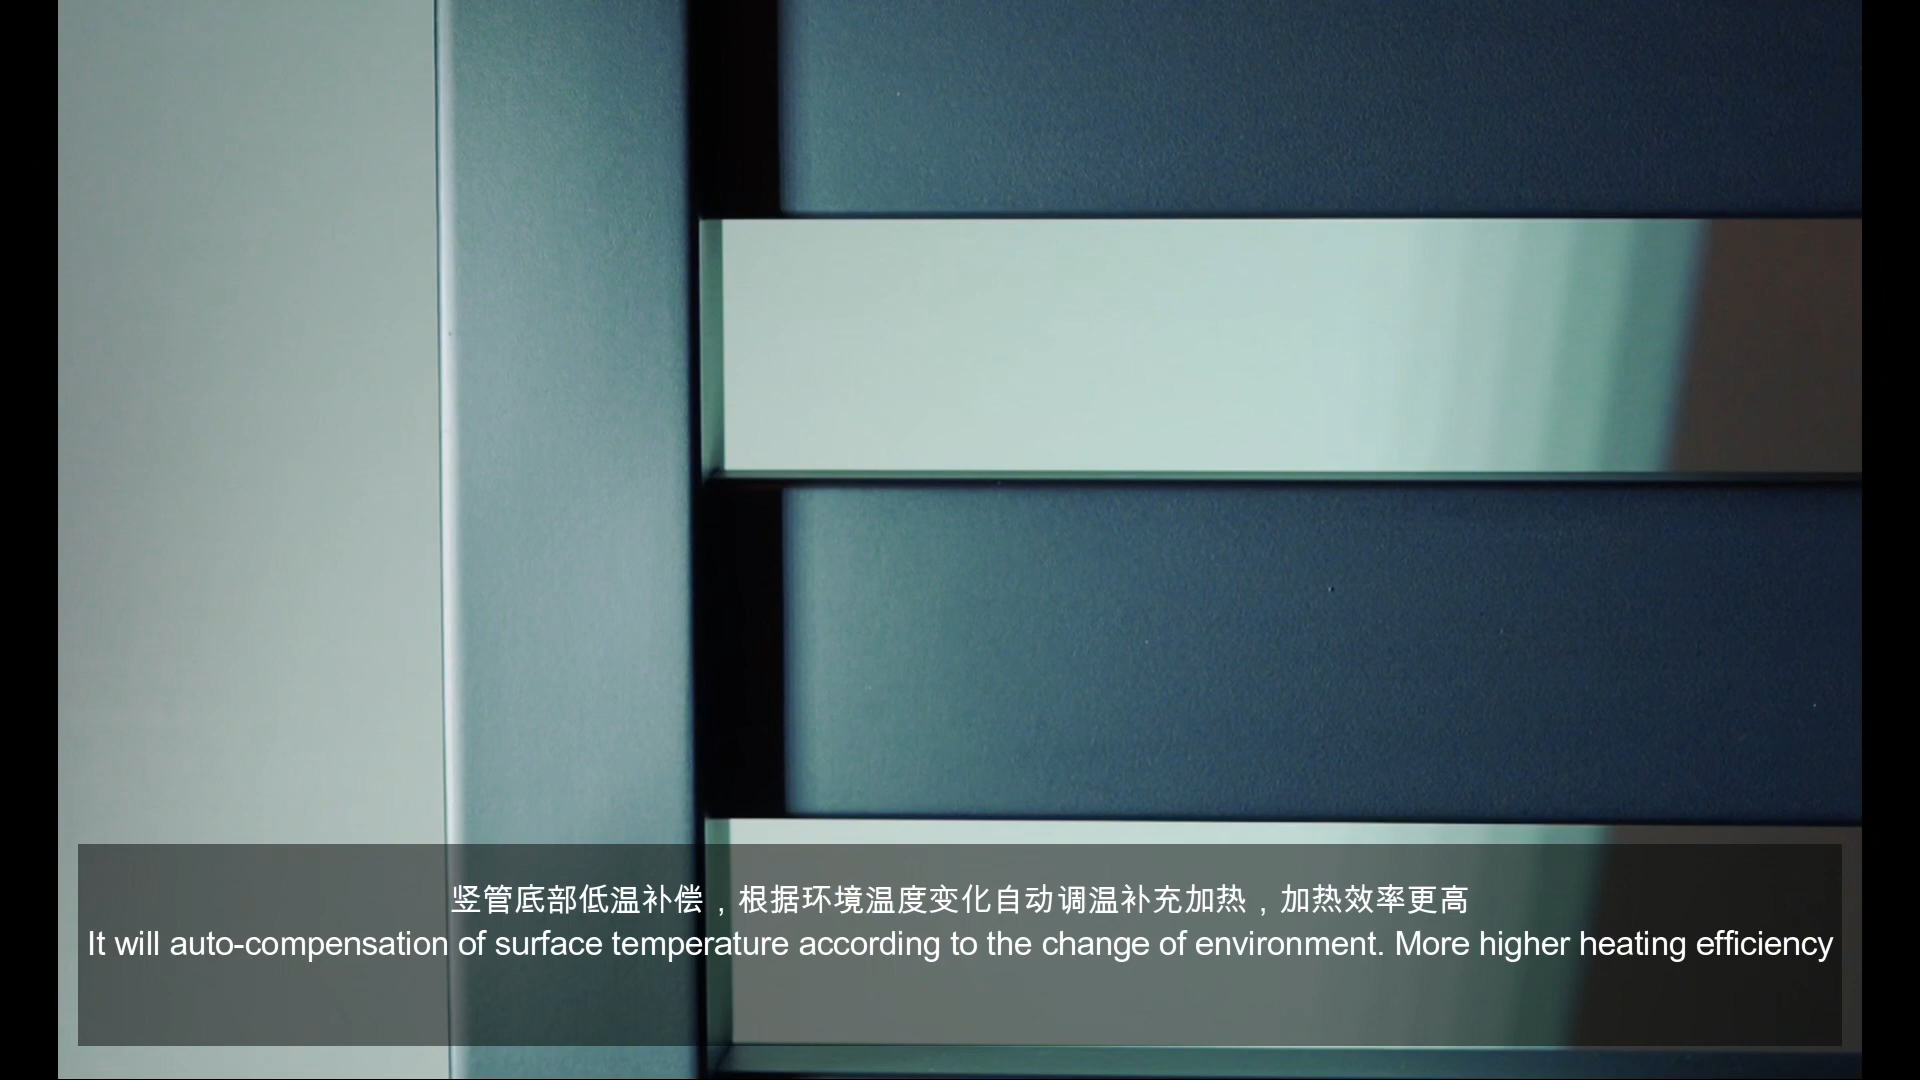 竖管底部低温补偿，根据环境温度变化自动调温补充加热，加热效率更高
It will auto-compensation of surface temperature according to the change of environment. More higher heating efficiency